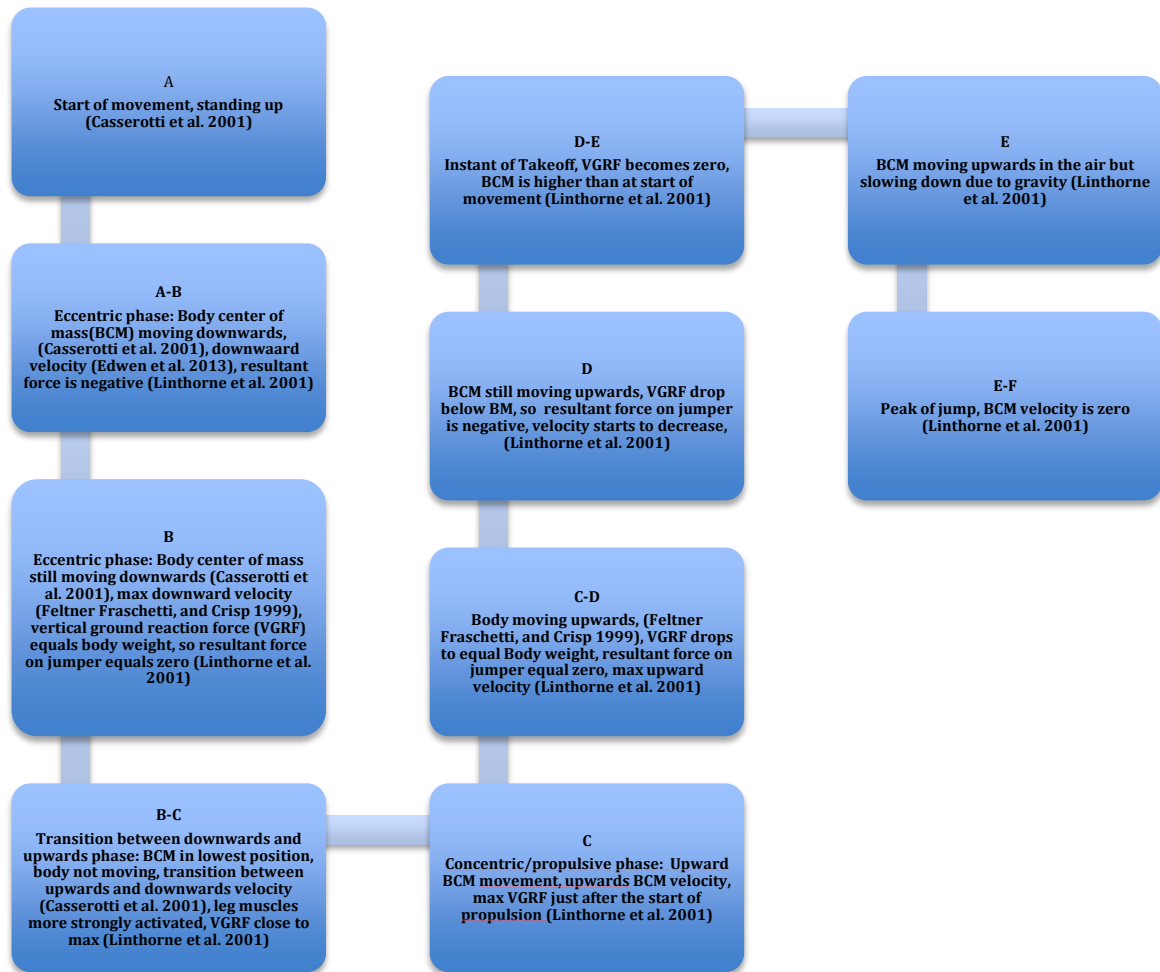 A
Start of movement, standing up
(Casserotti et al. 2001)
A-B
Eccentric phase: Body center of
mass(BCM) moving downwards,
(Casserotti et al. 2001), downwaard
velocity (Edwen et al. 2013), resultant
force is negative (Linthorne et al. 2001)
B
Eccentric phase: Body center of mass
still moving downwards (Casserotti et
al. 2001), max downward velocity
(Feltner Fraschetti, and Crisp 1999),
vertical ground reaction force (VGRF)
equals body weight, so resultant force
on jumper equals zero (Linthorne et al.
2001)
B-C
Transition between downwards and
upwards phase: BCM in lowest position,
body not moving, transition between
upwards and downwards velocity
(Casserotti et al. 2001), leg muscles
more strongly activated, VGRF close to
max (Linthorne et al. 2001)
C
Concentric/propulsive phase: Upward
BCM movement, upwards BCM velocity,
max VGRF just after the start of
propulsion (Linthorne et al. 2001)
C-D
Body moving upwards, (Feltner
Fraschetti, and Crisp 1999), VGRF drops
to equal Body weight, resultant force on
jumper equal zero, max upward
velocity (Linthorne et al. 2001)
D
BCM still moving upwards, VGRF drop
below BM, so resultant force on jumper
is negative, velocity starts to decrease,
(Linthorne et al. 2001)
D-E
Instant of Takeoff, VGRF becomes zero,
BCM is higher than at start of
movement (Linthorne et al. 2001)
E
BCM moving upwards in the air but
slowing down due to gravity (Linthorne
et al. 2001)
E-F
Peak of jump, BCM velocity is zero
(Linthorne et al. 2001)